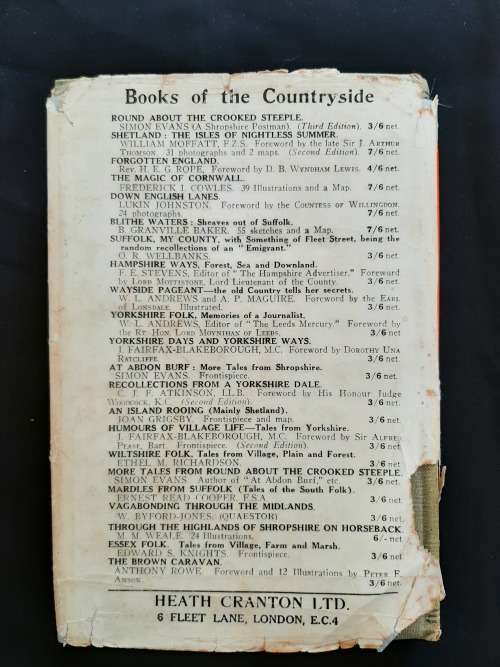 Books of the Countryside
ROUND ABOUT THE CROOKED STEEPLE.
SIMON EVANS (A Shropshire Postman). (Third Edition). 3/6 net.
SHETLAND : THE ISLES OF NIGHTLESS SUMMER.
WILLIAM MOFFATT, F.Z.S. Foreword by the late Sir J. ARTHUR
THOMSON. 31 photographs and 2 maps. (Second Edition). 7/6 net.
FORGOTTEN ENGLAND.
Rev. H. E. G. ROPE, Foreword by D. B. WYNDHAM LEWIS. 4/6 net.
THE MAGIC OF CORNWALL.
FREDERICK I. COWLES. 39 Illustrations and a Map. 7/6 net.
DOWN ENGLISH LANES.
LUKIN JOHNSTON. Foreword by the COUNTESS OF WILLINGDON.
24 photographs. 7/6 net.
BLITHE WATERS : Sheaves out of Suffolk.
B. GRANVILLE BAKER. 55 sketches and a Map. 7/6 net.
SUFFOLK, MY COUNTY, with Something of Fleet Street, being the
random recollections of an "Emigrant."
O. R. WELLBANKS. 3/6 net.
HAMPSHIRE WAYS, Forest, Sea and Downland.
F. E. STEVENS, Editor of "The Hampshire Advertiser." Foreword
by LORD MOTTISTONE, Lord Lieutenant of the County. 3/6 net.
WAYSIDE PAGEANT—the old Country tells her secrets.
W. L. ANDREWS and A. P. MAGUIRE. Foreword by the EARL
OF LONSDALE. Illustrated. 3/6 net.
YORKSHIRE FOLK, Memories of a Journalist.
W. L. ANDREWS, Editor of "The Leeds Mercury." Foreword by
the RT. HON. LORD MOYNIHAN OF LEEDS. 3/6 net.
YORKSHIRE DAYS AND YORKSHIRE WAYS.
J. FAIRFAX-BLAKEBOROUGH, M.C. Foreword by DOROTHY UNA
RATCLIFFE. 3/6 net.
AT ABDON BURF : More Tales from Shropshire.
SIMON EVANS. Frontispiece. 3/6 net.
RECOLLECTIONS FROM A YORKSHIRE DALE.
C. J. F. ATKINSON, LL.B. Foreword by His Honour Judge
WOODCOCK, K.C. (Second Edition). 3/6 net.
AN ISLAND ROOING (Mainly Shetland).
JOAN GRIGSBY. Frontispiece and map. 3/6 net.
HUMOURS OF VILLAGE LIFE—Tales from Yorkshire.
J. FAIRFAX-BLAKEBOROUGH, M.C. Foreword by Sir ALFRED
PEASE, Bart. Frontispiece. (Second Edition). 3/6 net.
WILTSHIRE FOLK, Tales from Village, Plain and Forest.
ETHEL M. RICHARDSON. 3/6 net
MORE TALES FROM ROUND ABOUT THE CROOKED STEEPLE.
SIMON EVANS Author of "At Abdon Burf," etc. 3/6 net.
MARDLES FROM SUFFOLK (Tales of the South Folk).
ERNEST READ COOPER, F.S.A. 3/6 net.
VAGABONDING THROUGH THE MIDLANDS.
W. BYFORD-JONES. (QUAESTOR) 3/6 net.
THROUGH THE HIGHLANDS OF SHROPSHIRE ON HORSEBACK.
M. M. WEALE. 24 Illustrations. 6/- net.
ESSEX FOLK. Tales from Village, Farm and Marsh.
EDWARD S. KNIGHTS. Frontispiece. 3/6 net.
THE BROWN CARAVAN.
ANTHONY ROWE. Foreword and 12 Illustrations by PETER F.
ANSON. 3/6 net.
HEATH CRANTON LTD.
6 FLEET LANE, LONDON, E.C.4